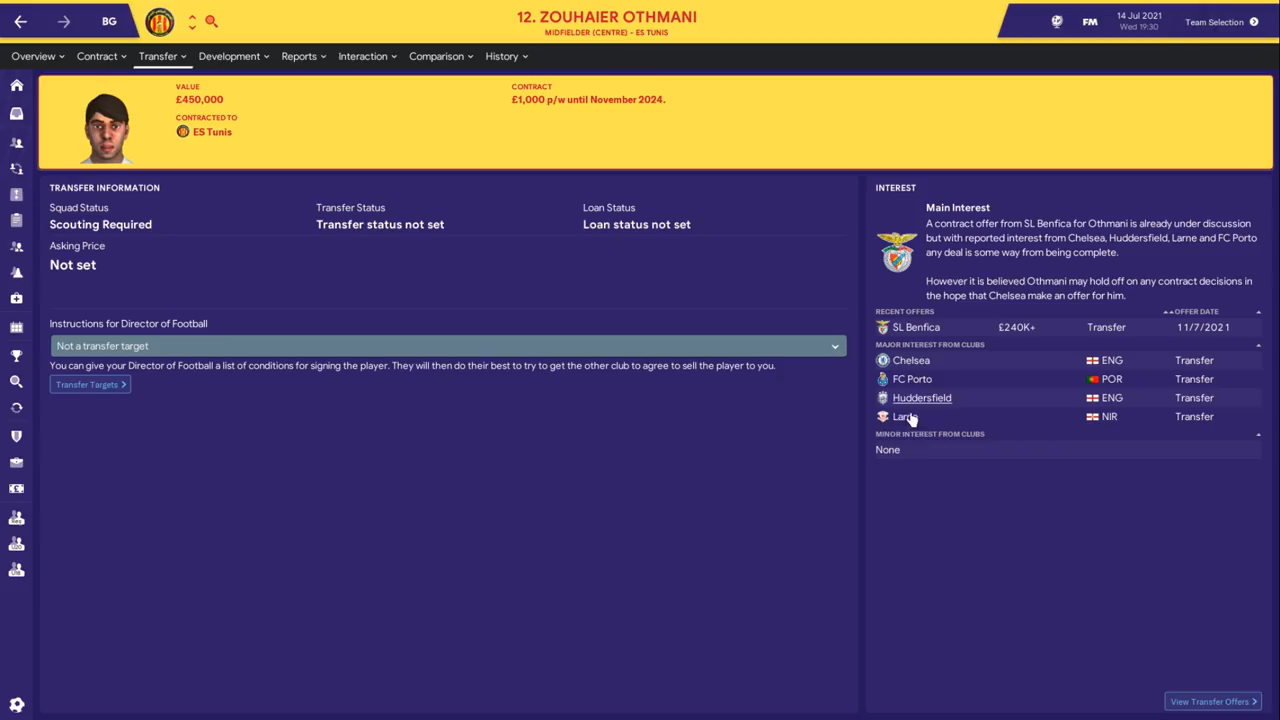 BG
12. ZOUHAIER OTHMANI
MIDFIELDER (CENTRE) - ES TUNIS
FM
14 Jul 2021
Wed 19:30
Team Selection
Overview
Contract
Transfer
Development
Reports
Interaction
Comparison
History
VALUE
£450,000
CONTRACTED TO
ES Tunis
CONTRACT
£1,000 p/w until November 2024.
TRANSFER INFORMATION
Squad Status
Scouting Required
Transfer Status
Transfer status not set
Loan Status
Loan status not set
Asking Price
Not set
Instructions for Director of Football
Not a transfer target
You can give your Director of Football a list of conditions for signing the player. They will then do their best to try to get the other club to agree to sell the player to you.
Transfer Targets
INTEREST
Main Interest
A contract offer from SL Benfica for Othmani is already under discussion
but with reported interest from Chelsea, Huddersfield, Larne and FC Porto
any deal is some way from being complete.
However it is believed Othmani may hold off on any contract decisions in
the hope that Chelsea make an offer for him.
RECENT OFFERS OFFER DATE
SL Benfica £240K+ Transfer 11/7/2021
MAJOR INTEREST FROM CLUBS
Chelsea ENG Transfer
FC Porto POR Transfer
Huddersfield ENG Transfer
Larne NIR Transfer
MINOR INTEREST FROM CLUBS
None
View Transfer Offers